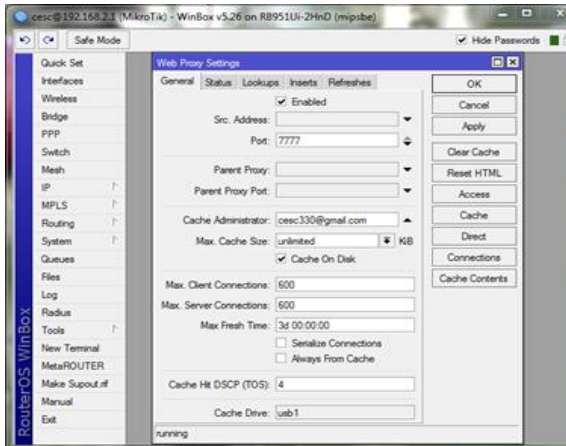 cesc@192.168.2.1 (MikroTik) - WinBox v5.26 on RB951Ui-2HnD (mipsbe)
Safe Mode
Hide Passwords
RouterOS WinBox
Quick Set
Interfaces
Wireless
Bridge
PPP
Switch
Mesh
IP
MPLS
Routing
System
Queues
Files
Log
Radius
Tools
New Terminal
MetaROUTER
Make Supout.rif
Manual
Exit
Web Proxy Settings
General Status Lookups Inserts Refreshes
Enabled
Src. Address:
Port: 7777
Parent Proxy:
Parent Proxy Port:
Cache Administrator: cesc330@gmail.com
Max. Cache Size: unlimited KiB
Cache On Disk
Max. Client Connections: 600
Max. Server Connections: 600
Max Fresh Time: 3d 00:00:00
Serialize Connections
Always From Cache
Cache Hit DSCP (TOS): 4
Cache Drive: usb1
running
OK
Cancel
Apply
Clear Cache
Reset HTML
Access
Cache
Direct
Connections
Cache Contents